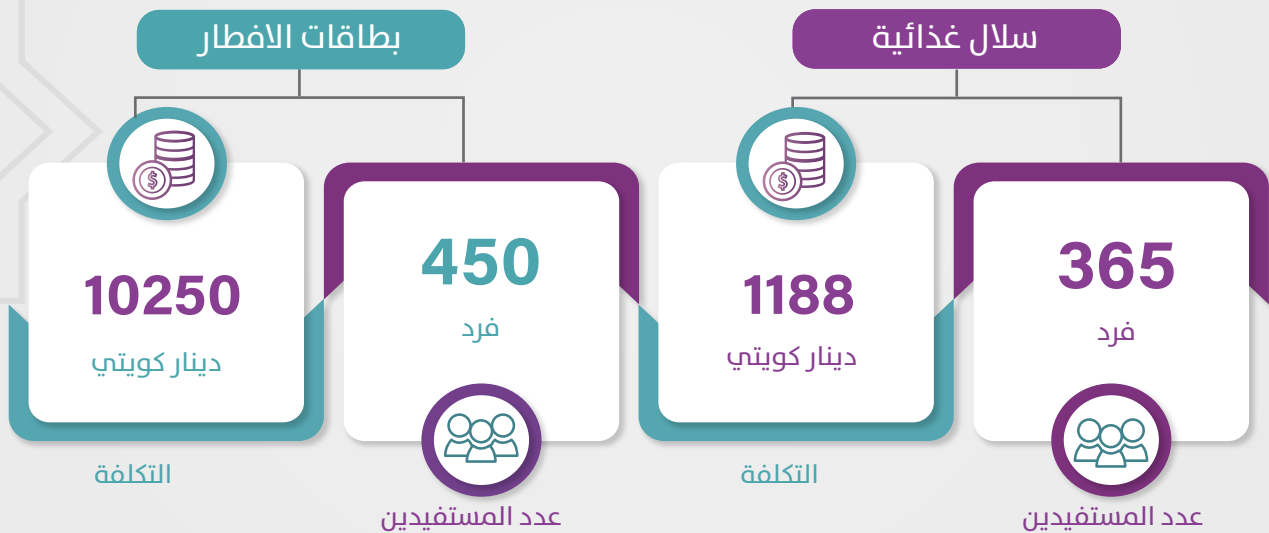 سلال غذائية
365
فرد
عدد المستفيدين
1188
دينار كويتي
التكلفة
بطاقات الافطار
450
فرد
عدد المستفيدين
10250
دينار كويتي
التكلفة